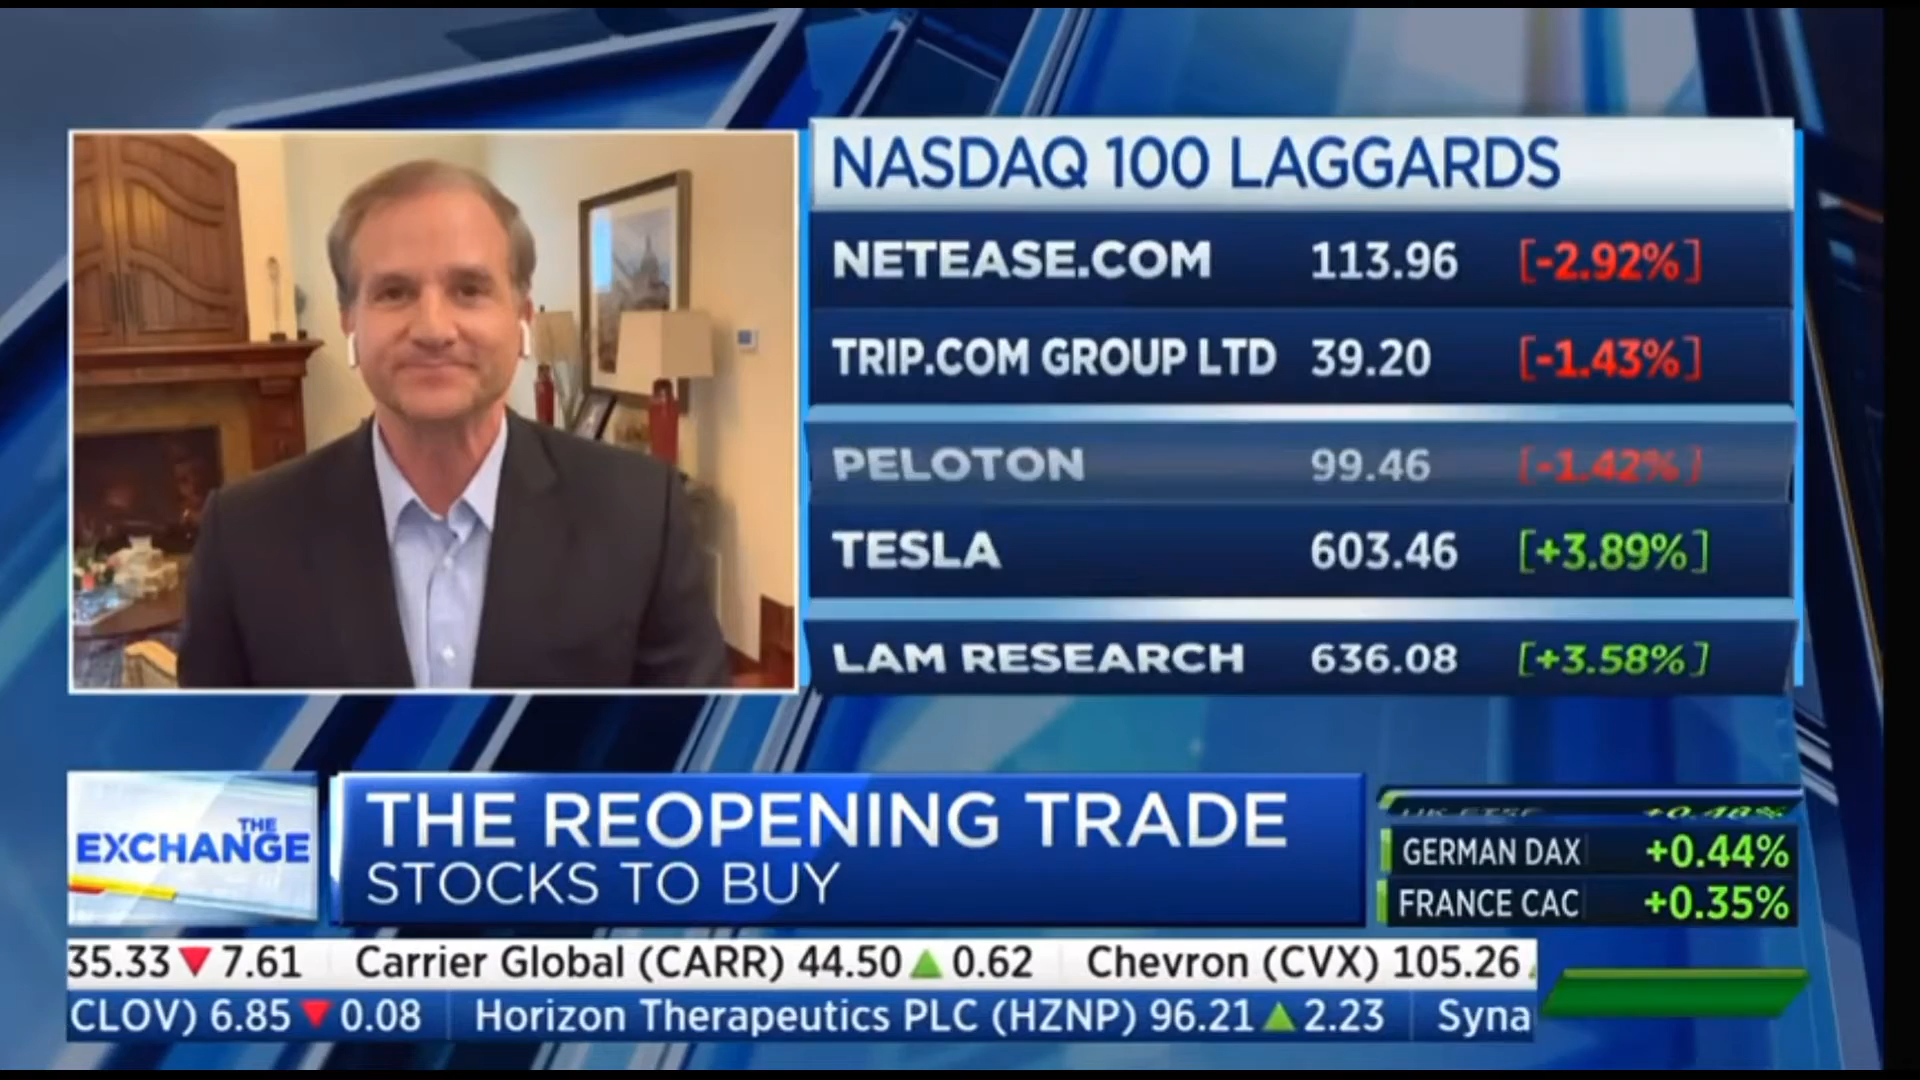 NASDAQ 100 LAGGARDS
NETEASE.COM 113.96 [-2.92%]
TRIP.COM GROUP LTD 39.20 [-1.43%]
PELOTON 99.46 [-1.42%]
TESLA 603.46 [+3.89%]
LAM RESEARCH 636.08 [+3.58%]
THE EXCHANGE
THE REOPENING TRADE
STOCKS TO BUY
+0.48%
GERMAN DAX +0.44%
FRANCE CAC +0.35%
35.33 ▼ 7.61 Carrier Global (CARR) 44.50 ▲ 0.62 Chevron (CVX) 105.26
CLOV) 6.85 ▼ 0.08 Horizon Therapeutics PLC (HZNP) 96.21 ▲ 2.23 Syna